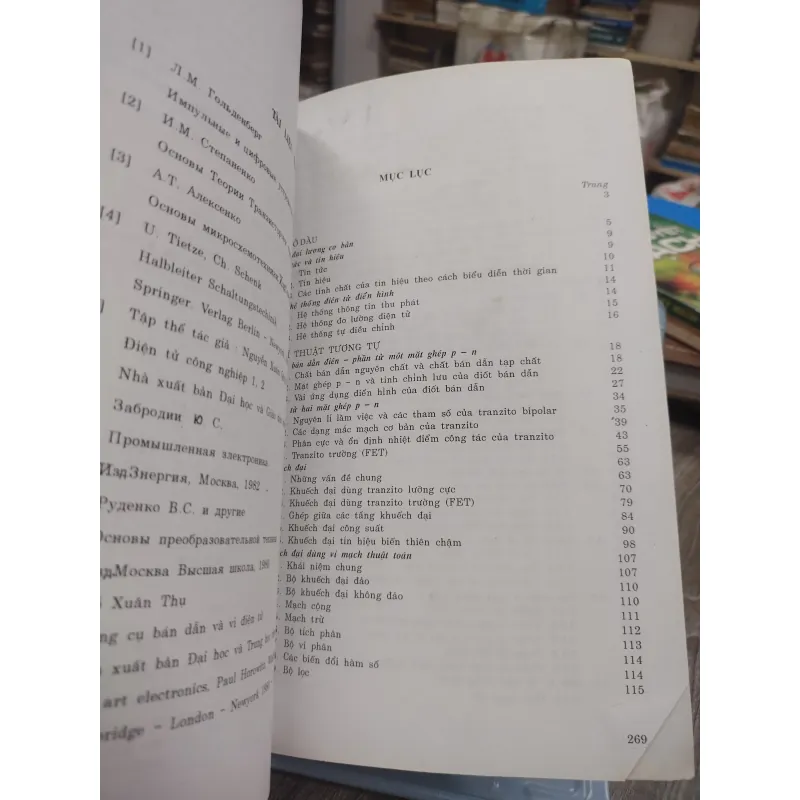 [1] Л.М. Гольденберг
Импульные и цифровые
[2] И.М. Степаненко
Основы Теории
[3] А.Т. Алексенко
Основы микросхемотехники
[4] U. Tietze, Ch. Schenk
Halbleiter Schaltungstechnik
Springer. Verlag Berlin -
Tập thể tác giả : Nguyễn
Điện tử công nghiệp 1, 2
Nhà xuất bản Đại học và
Забродин Ю С.
Промышленная электроника
ИздЭнергия, Москва, 1982 .
Руденко В.С. и другие
Основы преобразовательной
здМосква Высшая школа,
Xuân Thụ
cụ bán dẫn và vi điện tử
xuất bản Đại học và Trung
art electronics. Paul Horowitz,
bridge - London -
MỤC LỤC
Trang
3
Ở ĐẦU 5
đại lượng cơ bản 9
tức và tín hiệu 9
Tin tức 10
Tín hiệu 11
Các tính chất của tín hiệu theo cách biểu diễn thời gian 14
hệ thống điện tử điển hình 14
Hệ thống thông tin thu phát 15
Hệ thống đo lường điện tử 16
Hệ thống tự điều chỉnh
THUẬT TƯƠNG TỰ 18
bán dẫn điện - phần tử một mặt ghép p - n 18
Chất bán dẫn nguyên chất và chất bán dẫn tạp chất 22
Mặt ghép p - n và tính chỉnh lưu của điốt bán dẫn 27
Vài ứng dụng điển hình của điốt bán dẫn 34
tử hai mặt ghép p - n 35
Nguyên lí làm việc và các tham số của tranzito bipolar 39
Các dạng mắc mạch cơ bản của tranzito 43
Phân cực và ổn định nhiệt điểm công tác của tranzito 55
Tranzito trường (FET) 63
ch đại 63
Những vấn đề chung 70
Khuếch đại dùng tranzito lưỡng cực 79
Khuếch đại dùng tranzito trường (FET) 84
Ghép giữa các tầng khuếch đại 90
Khuếch đại công suất 98
Khuếch đại tín hiệu biến thiên chậm 107
ch đại dùng vi mạch thuật toán 107
Khái niệm chung 110
Bộ khuếch đại đảo 110
Bộ khuếch đại không đảo 111
Mạch cộng 112
Mạch trừ 113
Bộ tích phân 114
Bộ vi phân 114
Các biến đổi hàm số 115
Bộ lọc
269